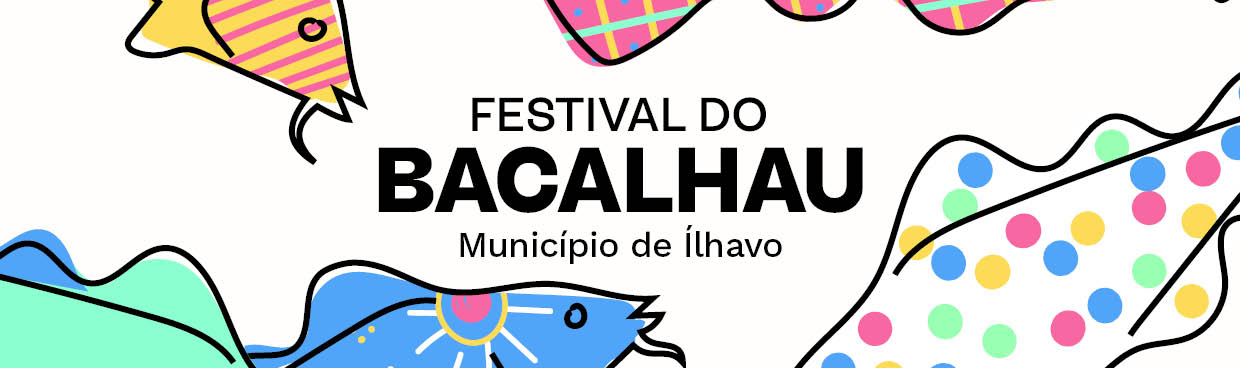 FESTIVAL DO
BACALHAU
Município de Ílhavo